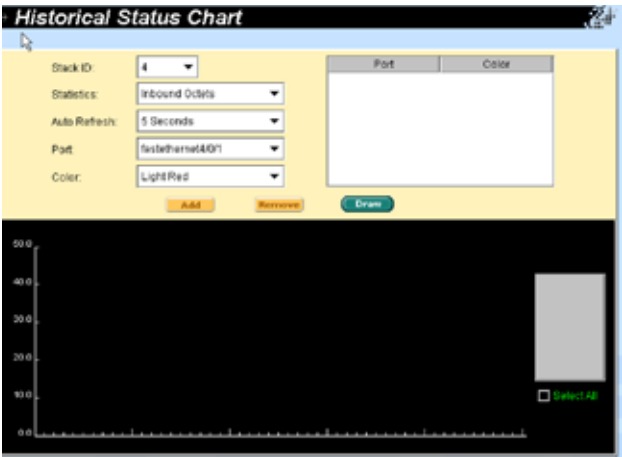 Historical Status Chart
Stack ID: 4
Statistics: Inbound Octets
Auto Refresh: 5 Seconds
Port: fastethernet4/0/1
Color: Light Red
Port Color
Add Remove Draw
50.0
40.0
30.0
20.0
10.0
0.0
Select All